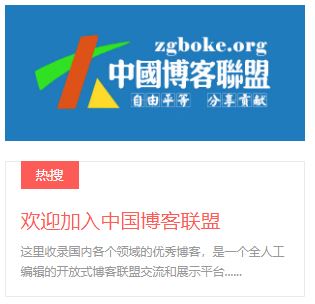 zgboke.org
中國博客聯盟
自由平等 分享貢献
热搜
欢迎加入中国博客联盟
这里收录国内各个领域的优秀博客，是一个全人工
编辑的开放式博客联盟交流和展示平台......